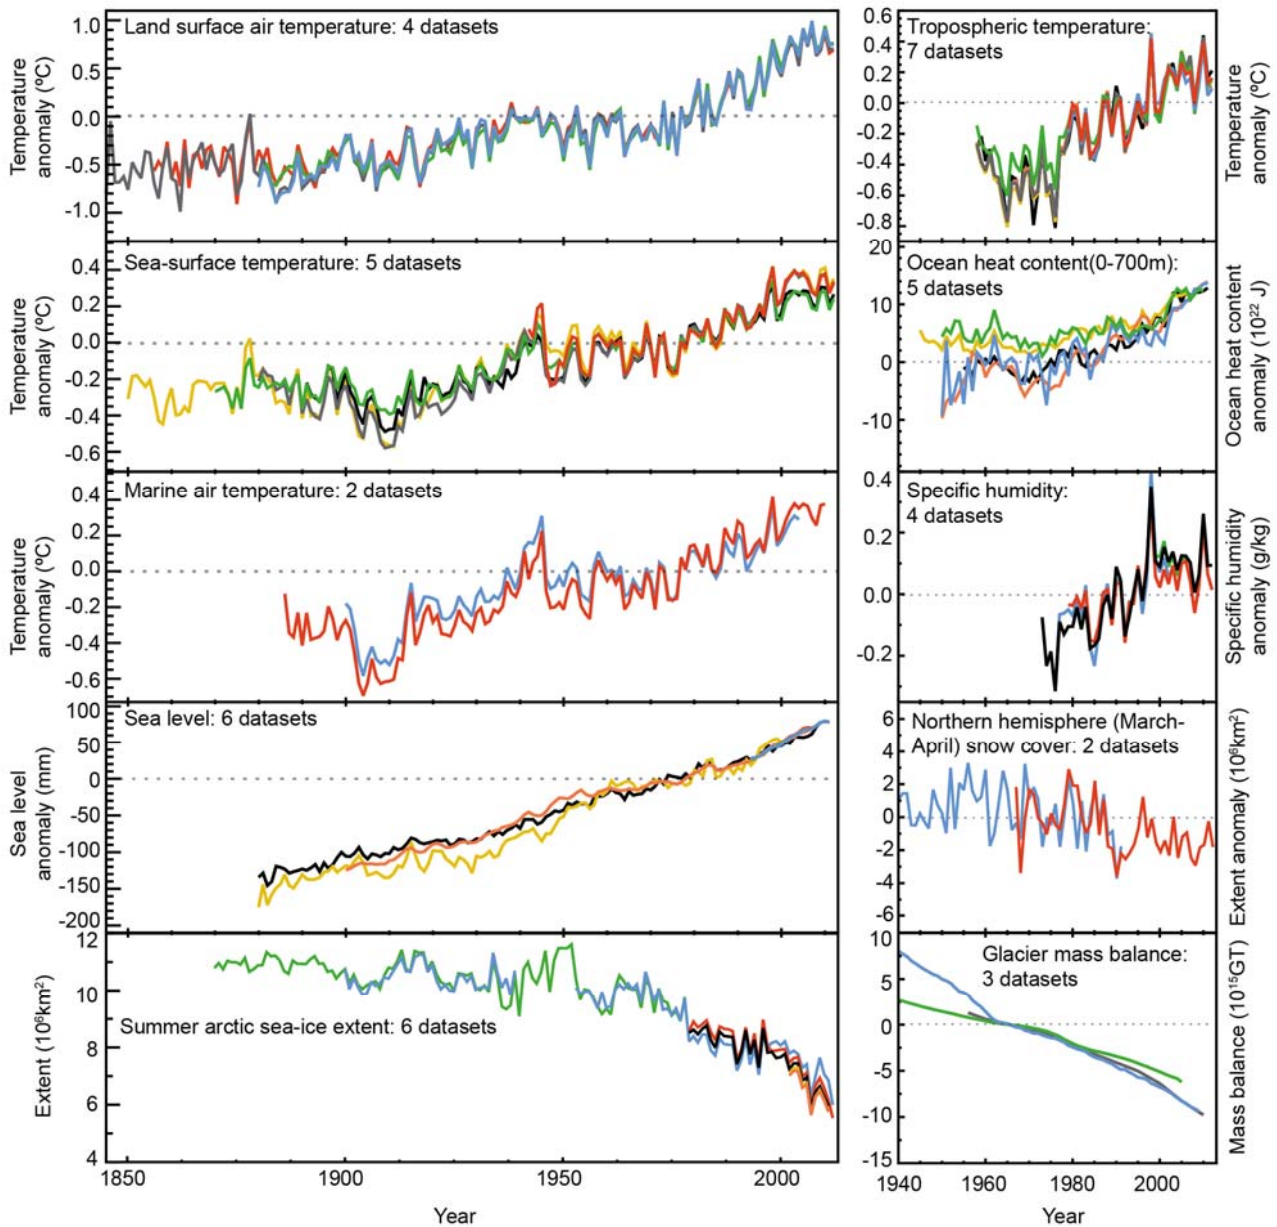 Land surface air temperature: 4 datasets
1.0
0.5
0.0
-0.5
-1.0
Temperature
anomaly (ºC)
Tropospheric temperature:
7 datasets
0.6
0.4
0.2
0.0
-0.2
-0.4
-0.6
-0.8
Temperature
anomaly (ºC)
Sea-surface temperature: 5 datasets
0.4
0.2
0.0
-0.2
-0.4
-0.6
Temperature
anomaly (ºC)
Ocean heat content(0-700m):
5 datasets
20
10
0
-10
Ocean heat content
anomaly (10²² J)
Marine air temperature: 2 datasets
0.4
0.2
0.0
-0.2
-0.4
-0.6
Temperature
anomaly (ºC)
Specific humidity:
4 datasets
0.4
0.2
0.0
-0.2
Specific humidity
anomaly (g/kg)
Sea level: 6 datasets
100
50
0
-50
-100
-150
-200
Sea level
anomaly (mm)
Northern hemisphere (March-
April) snow cover: 2 datasets
6
4
2
0
-2
-4
-6
Extent anomaly (10⁶km²)
Summer arctic sea-ice extent: 6 datasets
12
10
8
6
4
Extent (10⁶km²)
1850
1900
1950
2000
Year
Glacier mass balance:
3 datasets
10
5
0
-5
-10
-15
Mass balance (10¹⁵GT)
1940
1960
1980
2000
Year